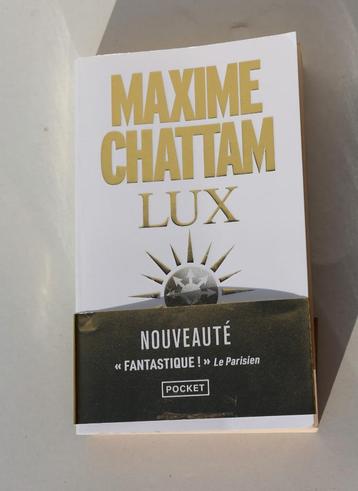 MAXIME
CHATTAM
LUX
NOUVEAUTÉ
« FANTASTIQUE ! » Le Parisien
POCKET